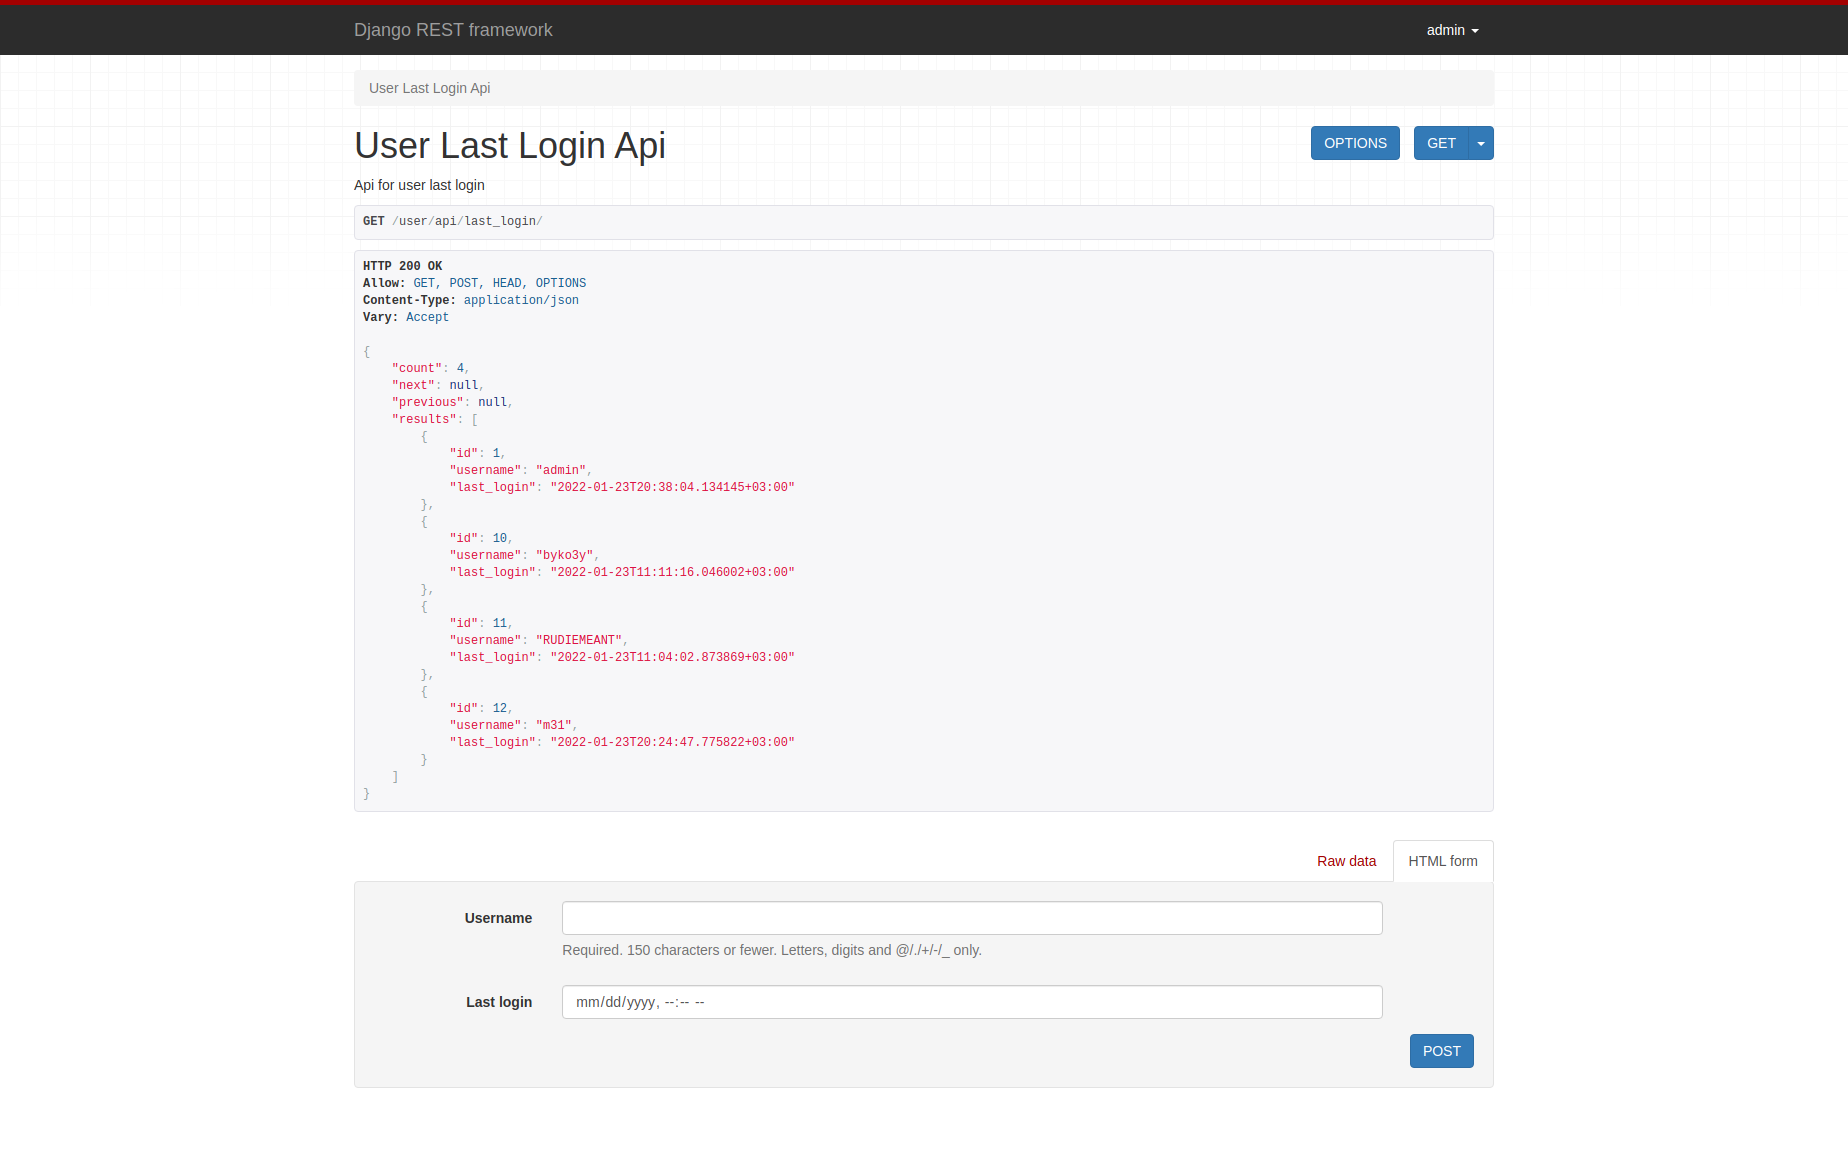 Django REST framework
admin
User Last Login Api
User Last Login Api
OPTIONS
GET
Api for user last login
GET /user/api/last_login/
HTTP 200 OK
Allow: GET, POST, HEAD, OPTIONS
Content-Type: application/json
Vary: Accept
{
    "count": 4,
    "next": null,
    "previous": null,
    "results": [
        {
            "id": 1,
            "username": "admin",
            "last_login": "2022-01-23T20:38:04.134145+03:00"
        },
        {
            "id": 10,
            "username": "byko3y",
            "last_login": "2022-01-23T11:11:16.046002+03:00"
        },
        {
            "id": 11,
            "username": "RUDIEMEANT",
            "last_login": "2022-01-23T11:04:02.873869+03:00"
        },
        {
            "id": 12,
            "username": "m31",
            "last_login": "2022-01-23T20:24:47.775822+03:00"
        }
    ]
}
Raw data
HTML form
Username
Required. 150 characters or fewer. Letters, digits and @/./+/-/_ only.
Last login
mm/dd/yyyy, --:-- --
POST